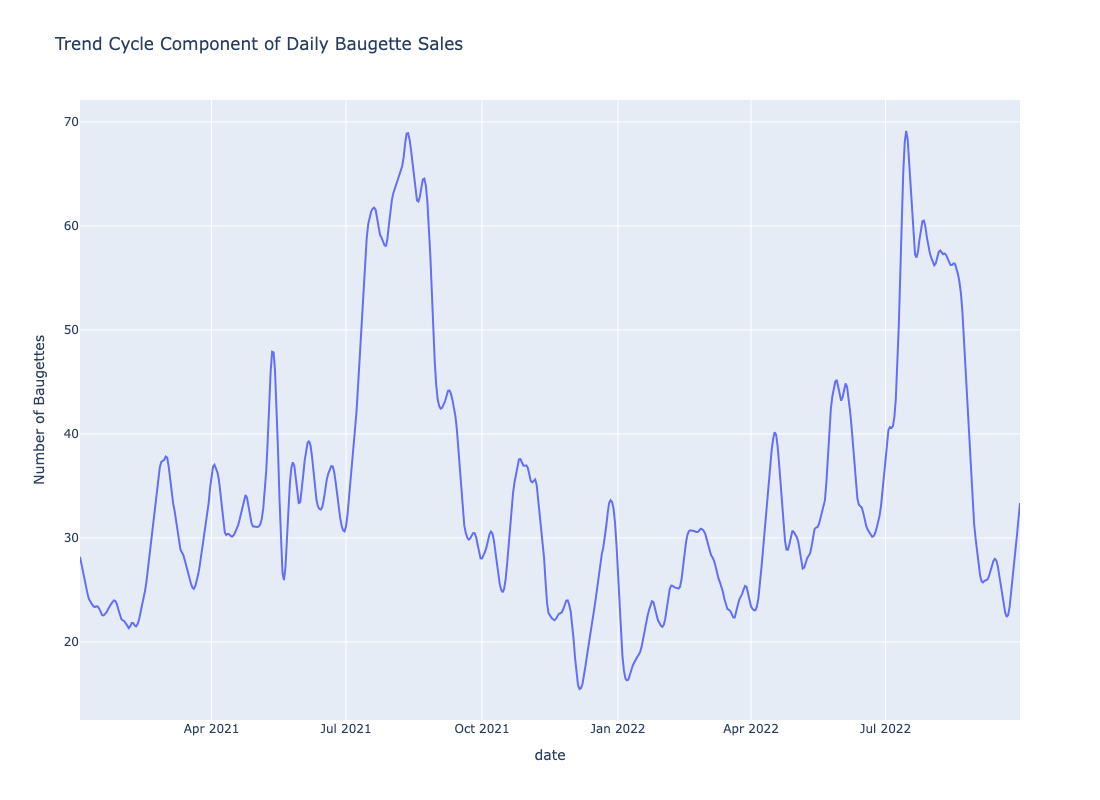 Trend Cycle Component of Daily Baugette Sales
70
60
50
40
30
20
Number of Baugettes
Apr 2021
Jul 2021
Oct 2021
Jan 2022
Apr 2022
Jul 2022
date